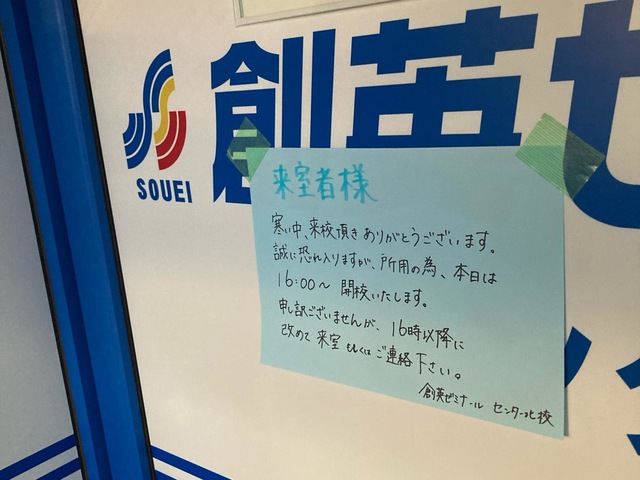 SOUEI
創英ゼ
来室者様
寒い中、来校頂きありがとうございます。
誠に恐れ入りますが、所用の為、本日は
16:00〜 開校いたします。
申し訳ございませんが、16時以降に
改めて来室もしくはご連絡下さい。
創英ゼミナール センター北校